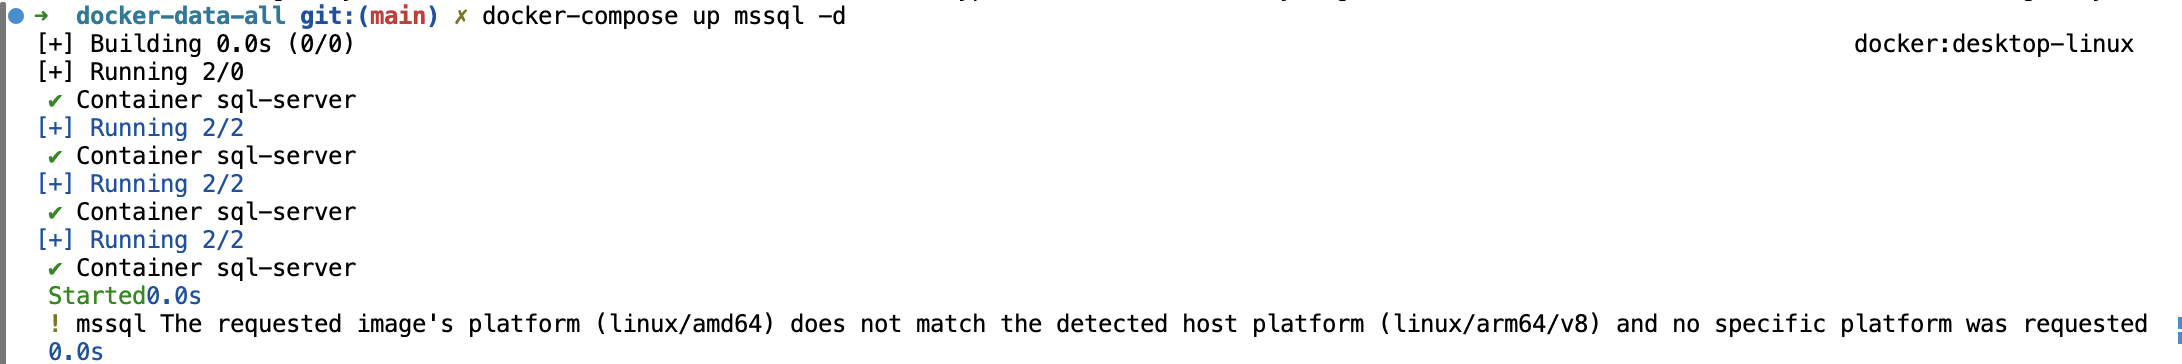 ➜ docker-data-all git:(main) ✗ docker-compose up mssql -d
[+] Building 0.0s (0/0) docker:desktop-linux
[+] Running 2/0
✔ Container sql-server
[+] Running 2/2
✔ Container sql-server
[+] Running 2/2
✔ Container sql-server
[+] Running 2/2
✔ Container sql-server
Started0.0s
! mssql The requested image's platform (linux/amd64) does not match the detected host platform (linux/arm64/v8) and no specific platform was requested
0.0s